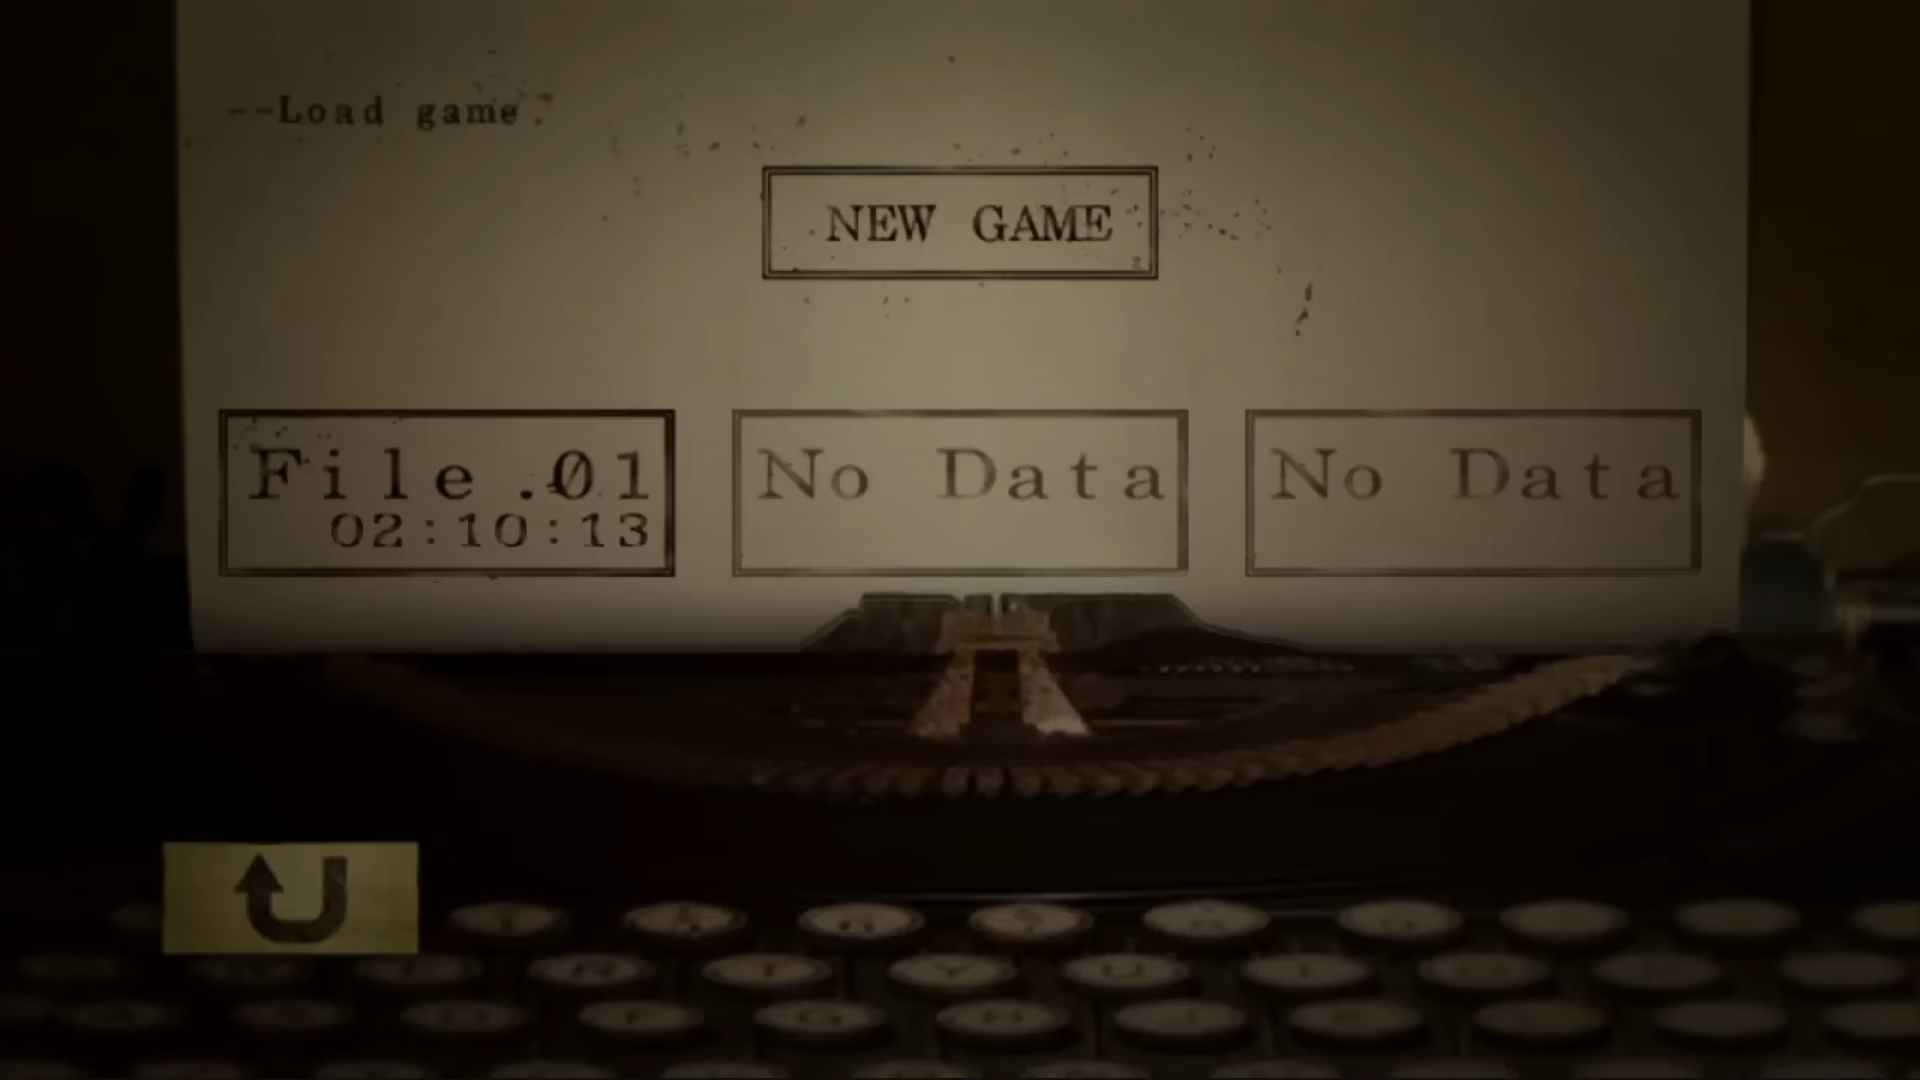 --Load game.
NEW GAME
File.01
02:10:13
No Data
No Data
R T Y U I
F G H J